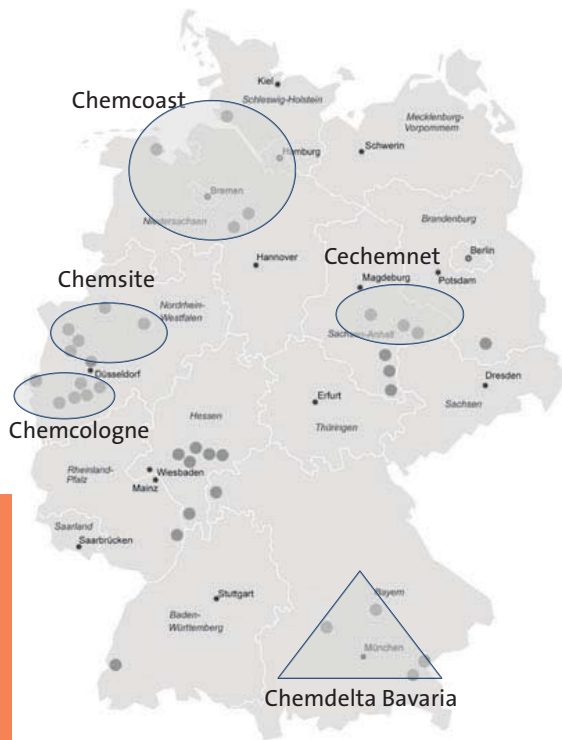 Kiel
Schleswig-Holstein
Chemcoast
Mecklenburg-
Vorpommern
Hamburg
Schwerin
Bremen
Niedersachsen
Brandenburg
Berlin
Hannover
Cechemnet
Magdeburg
Potsdam
Chemsite
Nordrhein-
Westfalen
Sachsen-Anhalt
Düsseldorf
Dresden
Erfurt
Sachsen
Hessen
Thüringen
Chemcologne
Rheinland-
Pfalz
Wiesbaden
Mainz
Saarland
Saarbrücken
Stuttgart
Bayern
Baden-
Württemberg
München
Chemdelta Bavaria